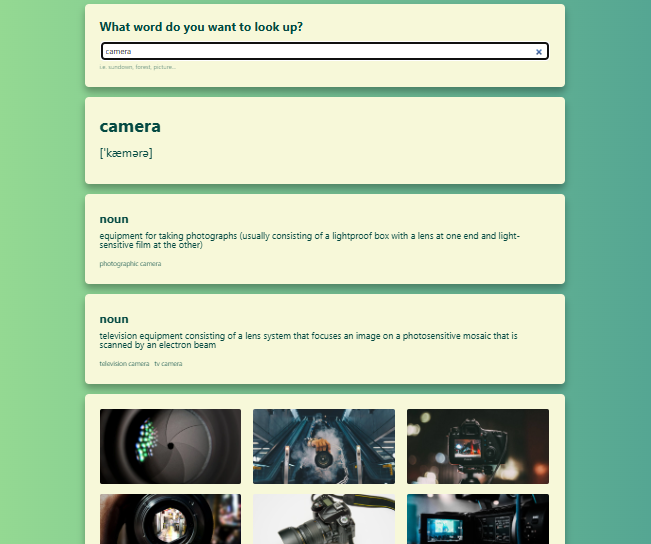 What word do you want to look up?
camera
i.e. sundown, forest, picture...
camera
['kæmərə]
noun
equipment for taking photographs (usually consisting of a lightproof box with a lens at one end and light-
sensitive film at the other)
photographic camera
noun
television equipment consisting of a lens system that focuses an image on a photosensitive mosaic that is
scanned by an electron beam
television camera tv camera